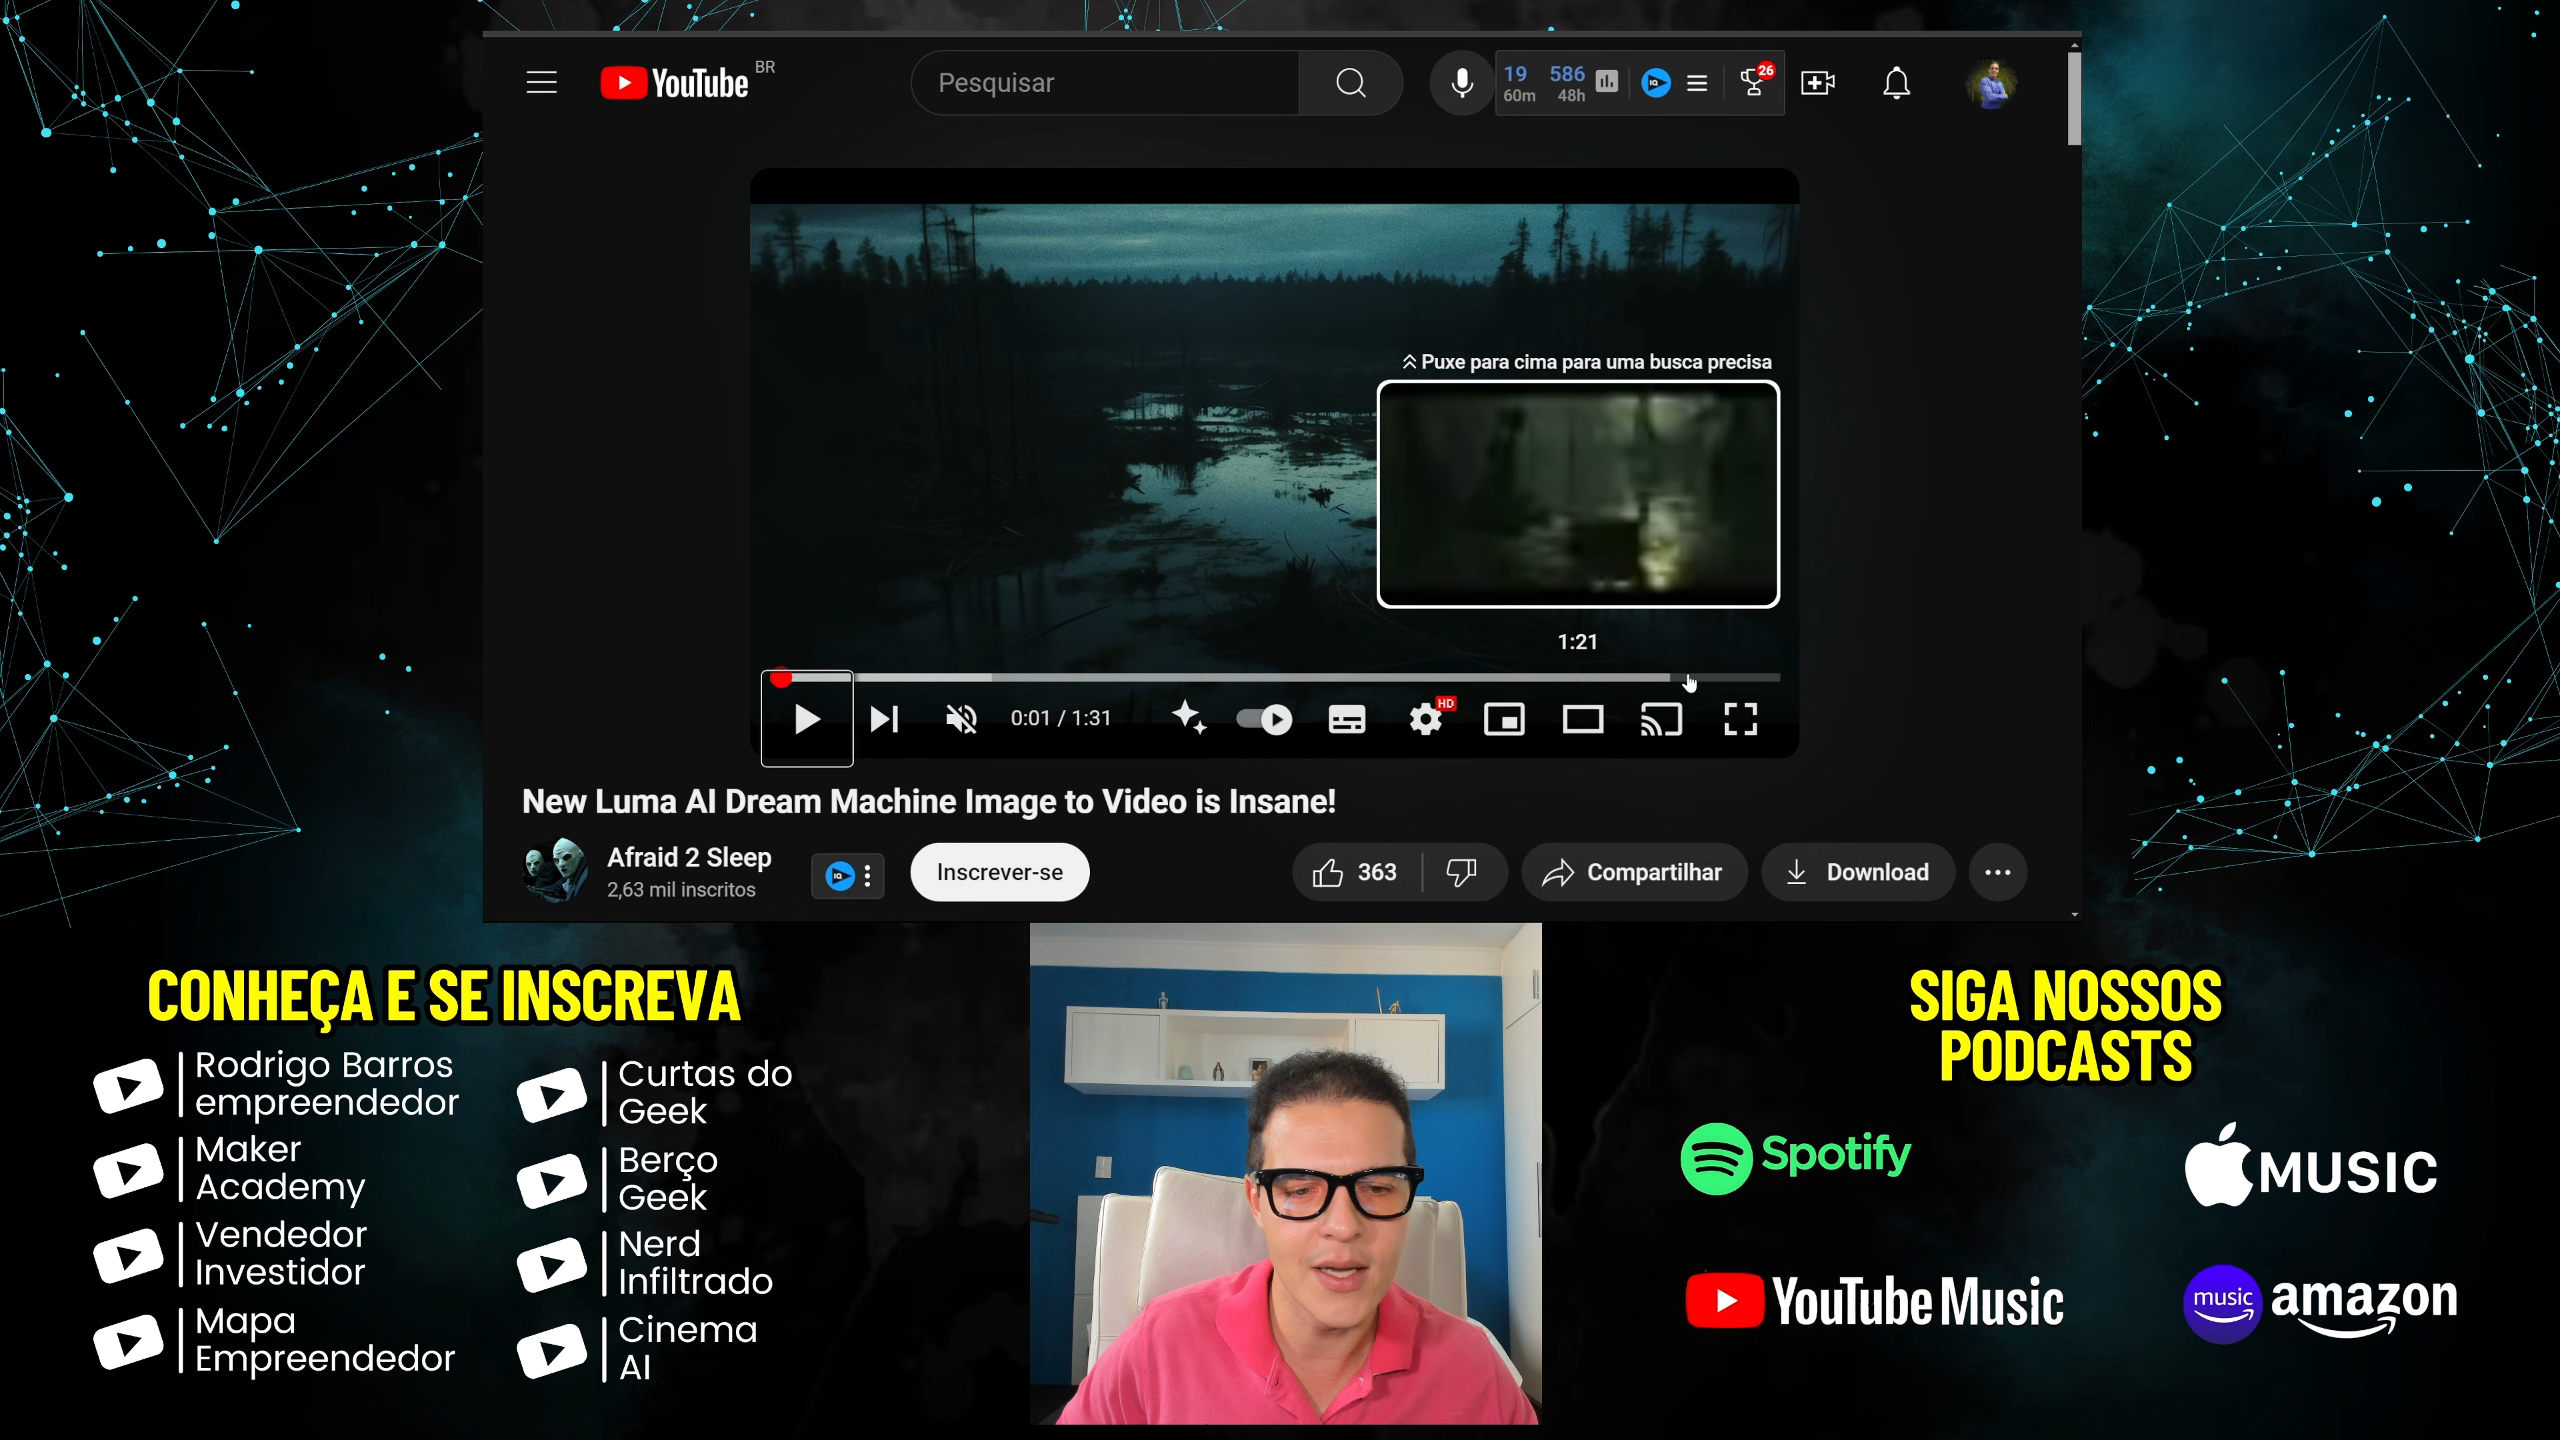 YouTube BR
Pesquisar
19 60m
586 48h
IQ
26
Puxe para cima para uma busca precisa
1:21
0:01 / 1:31
HD
New Luma AI Dream Machine Image to Video is Insane!
Afraid 2 Sleep
2,63 mil inscritos
IQ
Inscrever-se
363
Compartilhar
Download
CONHEÇA E SE INSCREVA
Rodrigo Barros
empreendedor
Maker
Academy
Vendedor
Investidor
Mapa
Empreendedor
Curtas do
Geek
Berço
Geek
Nerd
Infiltrado
Cinema
AI
SIGA NOSSOS
PODCASTS
Spotify
MUSIC
YouTube Music
music amazon